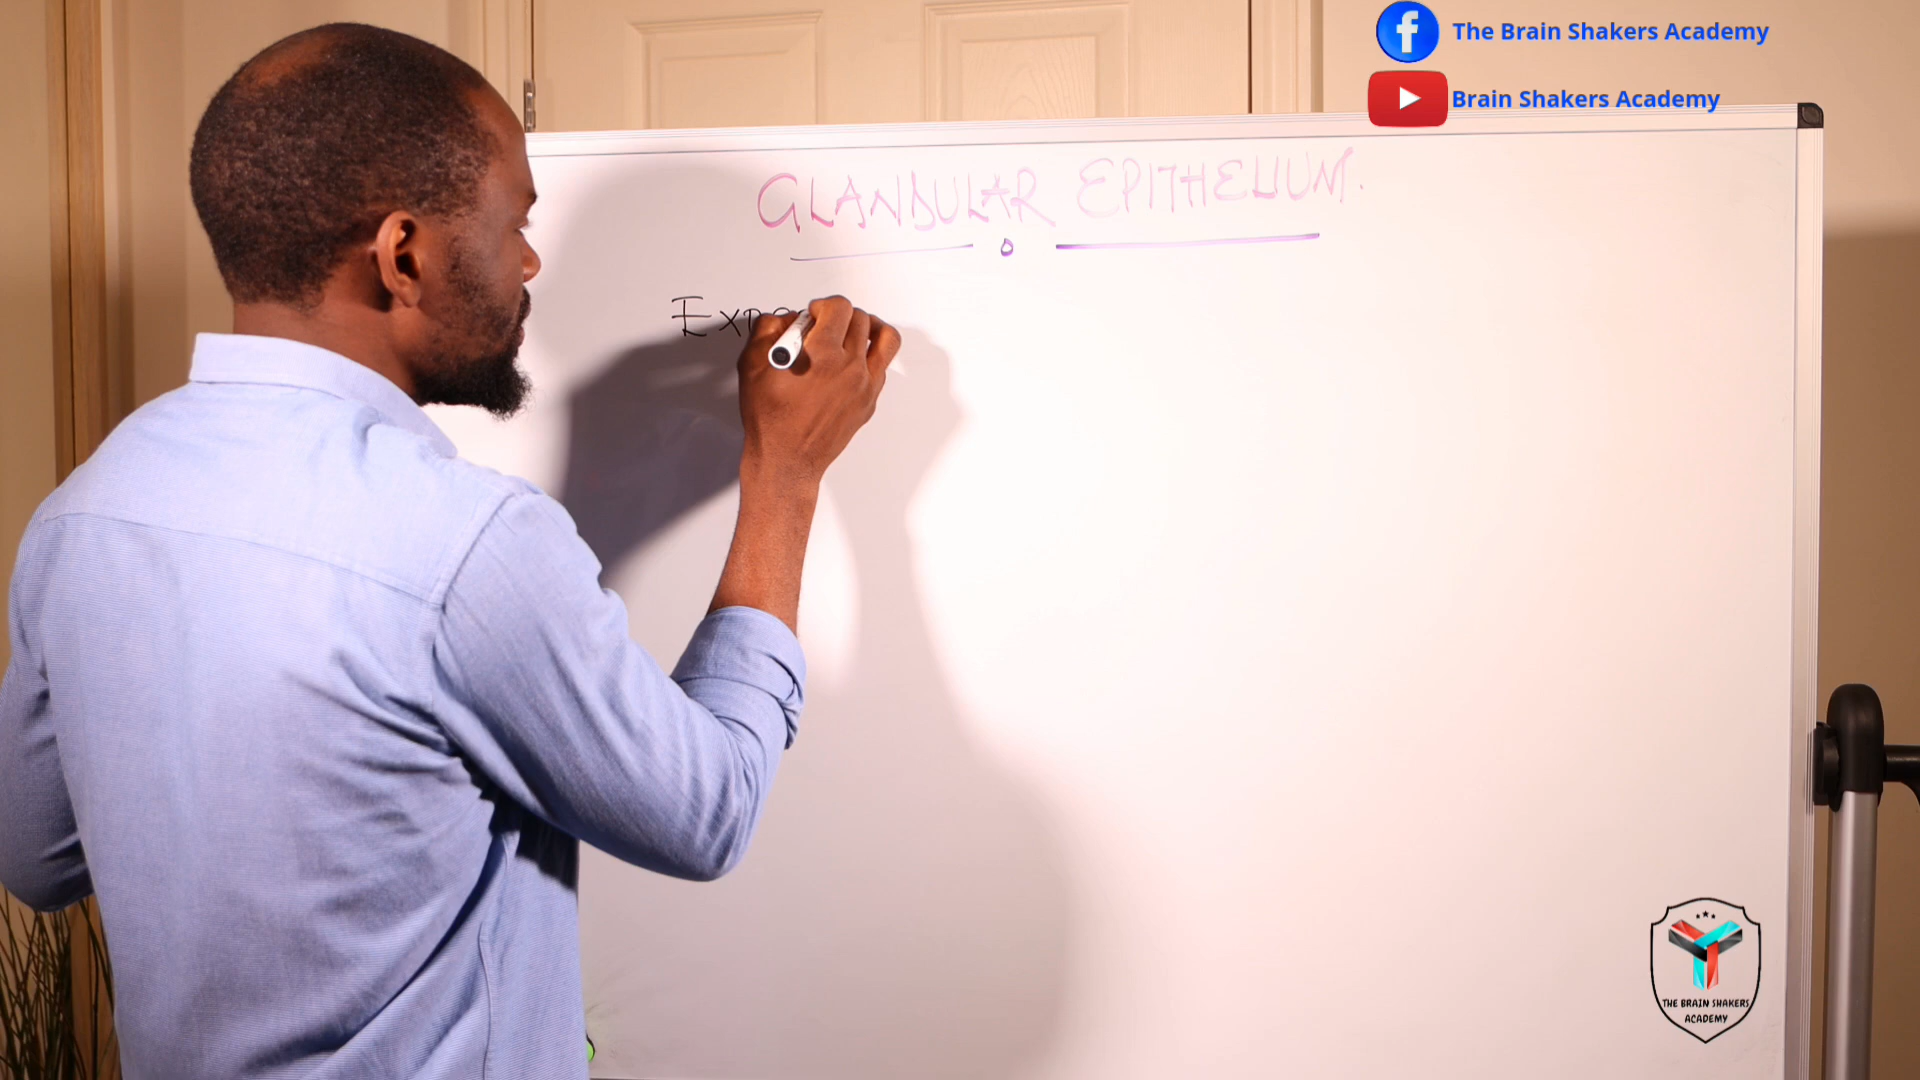 The Brain Shakers Academy
Brain Shakers Academy
GLANDULAR EPITHELIUM.
THE BRAIN SHAKERS
ACADEMY